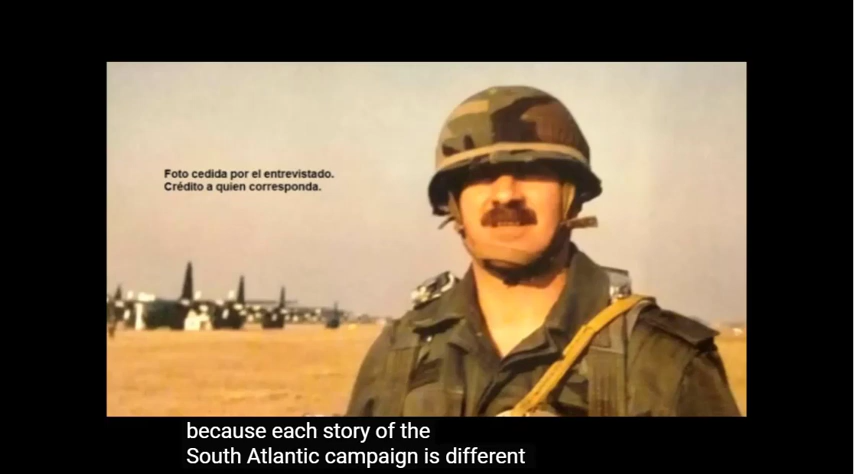 Foto cedida por el entrevistado.
Crédito a quien corresponda.
because each story of the
South Atlantic campaign is different